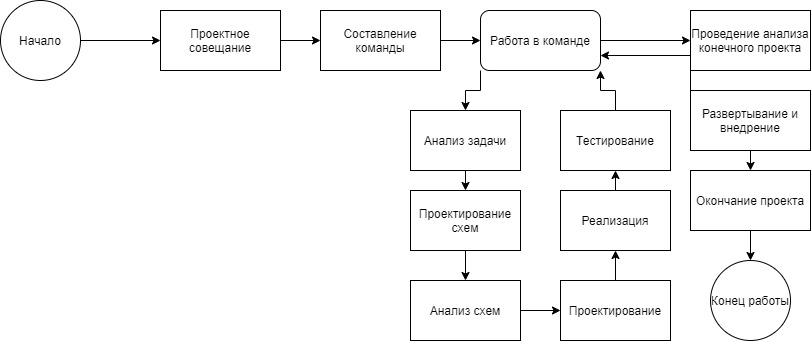 Начало
Проектное
совещание
Составление
команды
Работа в команде
Проведение анализа
конечного проекта
Анализ задачи
Тестирование
Развертывание и
внедрение
Проектирование
схем
Реализация
Окончание проекта
Анализ схем
Проектирование
Конец работы